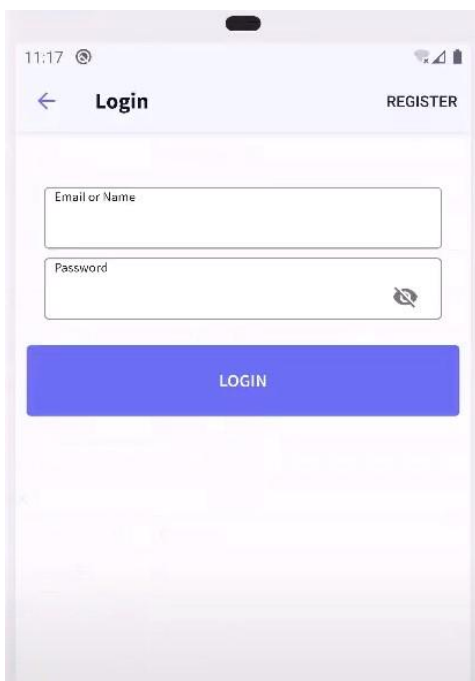 11:17
Login
REGISTER
Email or Name
Password
LOGIN